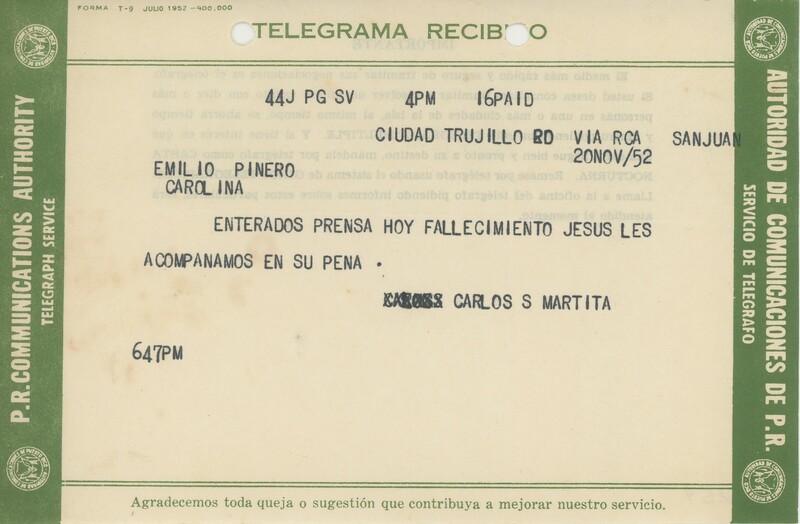 FORMA T-9 JULIO 1952 -400,000
TELEGRAMA RECIBIDO
44J PG SV 4PM 16PAID
CIUDAD TRUJILLO RD VIA RCA SANJUAN
20NOV/52
EMILIO PINERO
CAROLINA
ENTERADOS PRENSA HOY FALLECIMIENTO JESUS LES
ACOMPANAMOS EN SU PENA .
CARLOS S MARTITA
647PM
Agradecemos toda queja o sugestión que contribuya a mejorar nuestro servicio.
P.R. COMMUNICATIONS AUTHORITY
TELEGRAPH SERVICE
AUTORIDAD DE COMUNICACIONES DE P.R.
SERVICIO DE TELEGRAFO